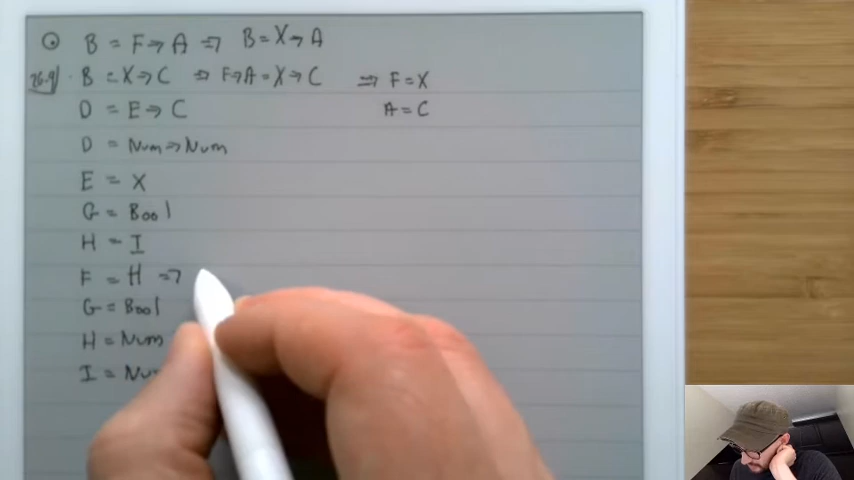 ⊙ B = F → A ⇒ B = X → A
B = X → C ⇒ F → A = X → C ⇒ F = X
D = E → C A = C
D = Num → Num
E = X
G = Bool
H = I
F = H ⇒
G = Bool
H = Num
I =